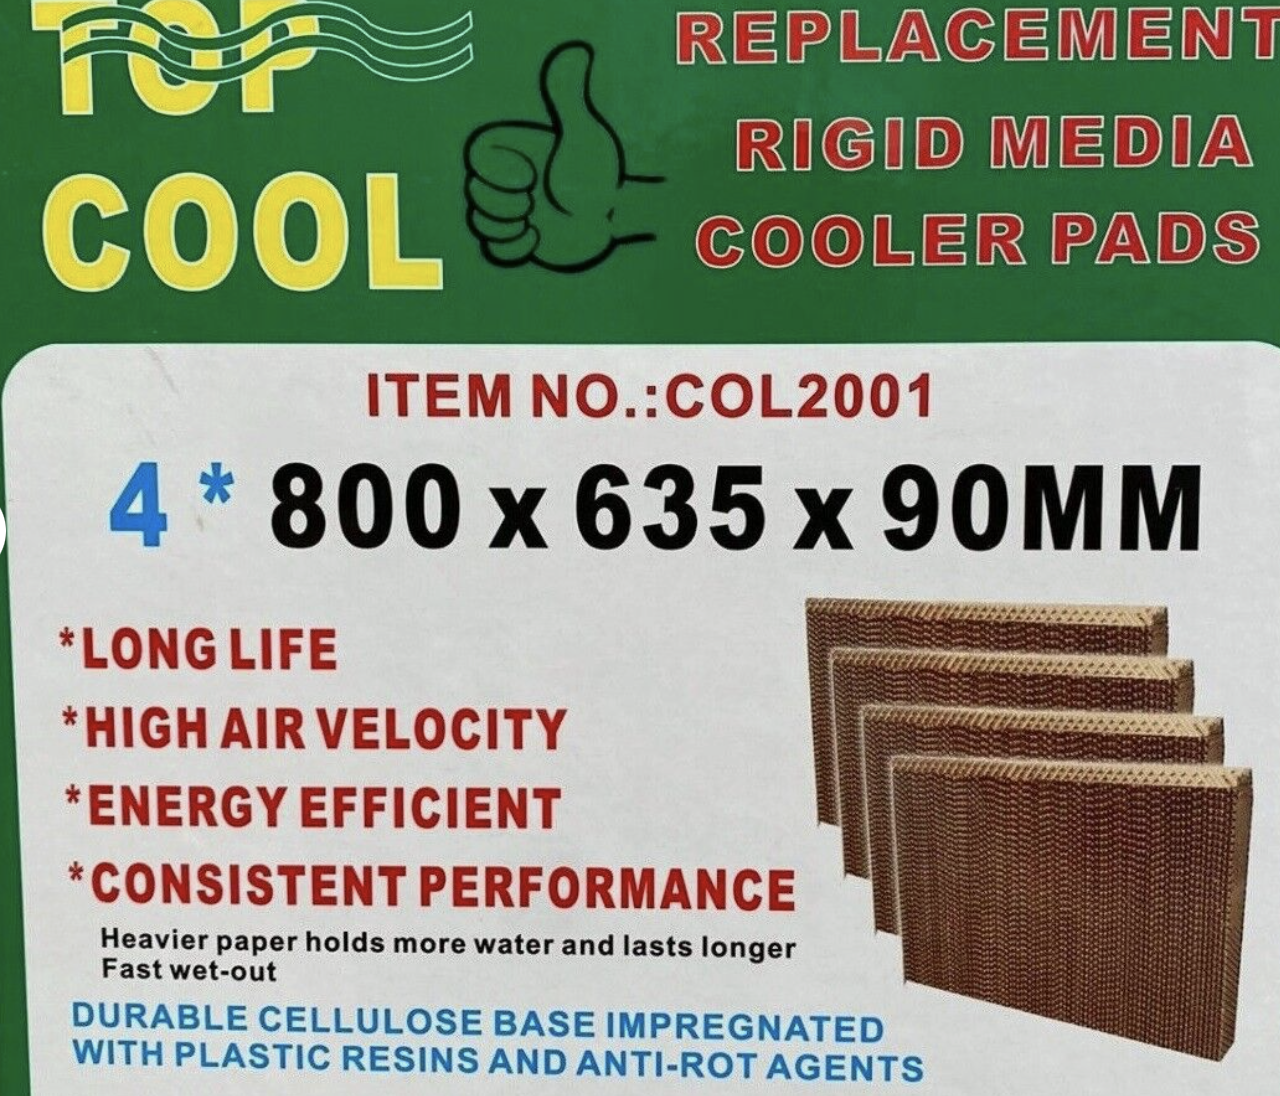 TOP
COOL
REPLACEMENT
RIGID MEDIA
COOLER PADS
ITEM NO.:COL2001
4 * 800 x 635 x 90MM
*LONG LIFE
*HIGH AIR VELOCITY
*ENERGY EFFICIENT
*CONSISTENT PERFORMANCE
Heavier paper holds more water and lasts longer
Fast wet-out
DURABLE CELLULOSE BASE IMPREGNATED
WITH PLASTIC RESINS AND ANTI-ROT AGENTS